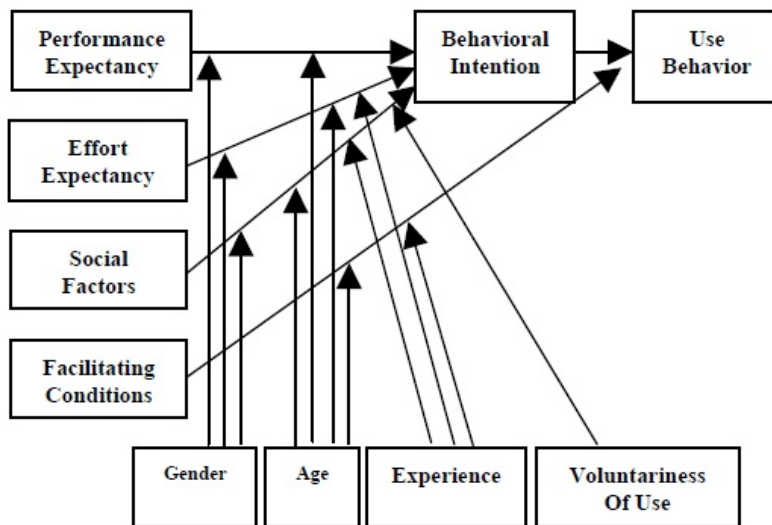 Performance
Expectancy
Behavioral
Intention
Use
Behavior
Effort
Expectancy
Social
Factors
Facilitating
Conditions
Gender
Age
Experience
Voluntariness
Of Use